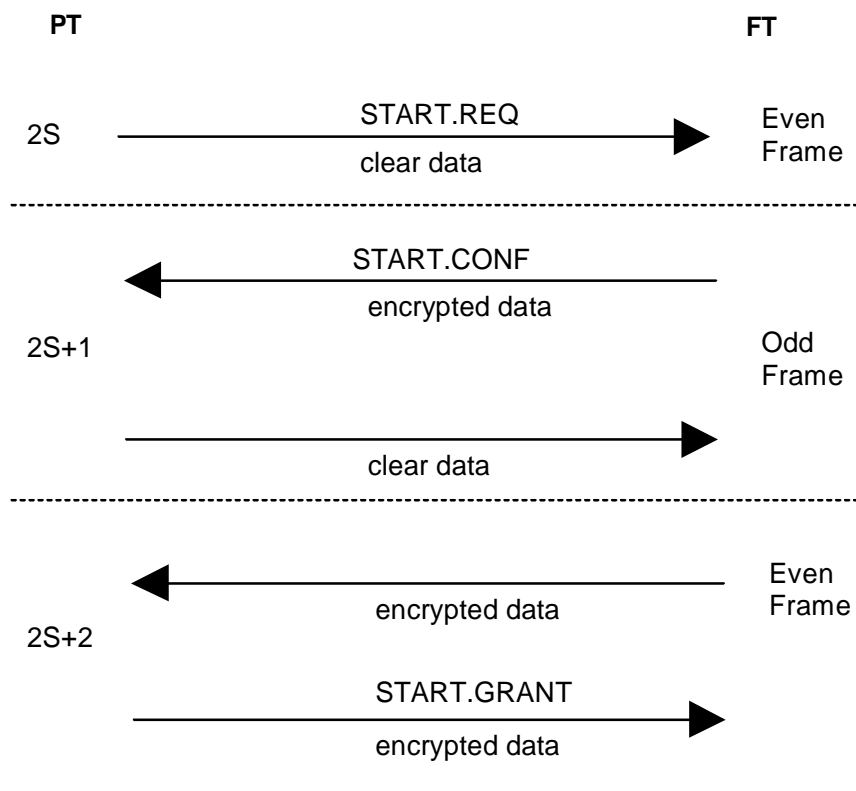 PT
FT
2S
START.REQ
clear data
Even
Frame
START.CONF
encrypted data
2S+1
Odd
Frame
clear data
encrypted data
Even
Frame
2S+2
START.GRANT
encrypted data